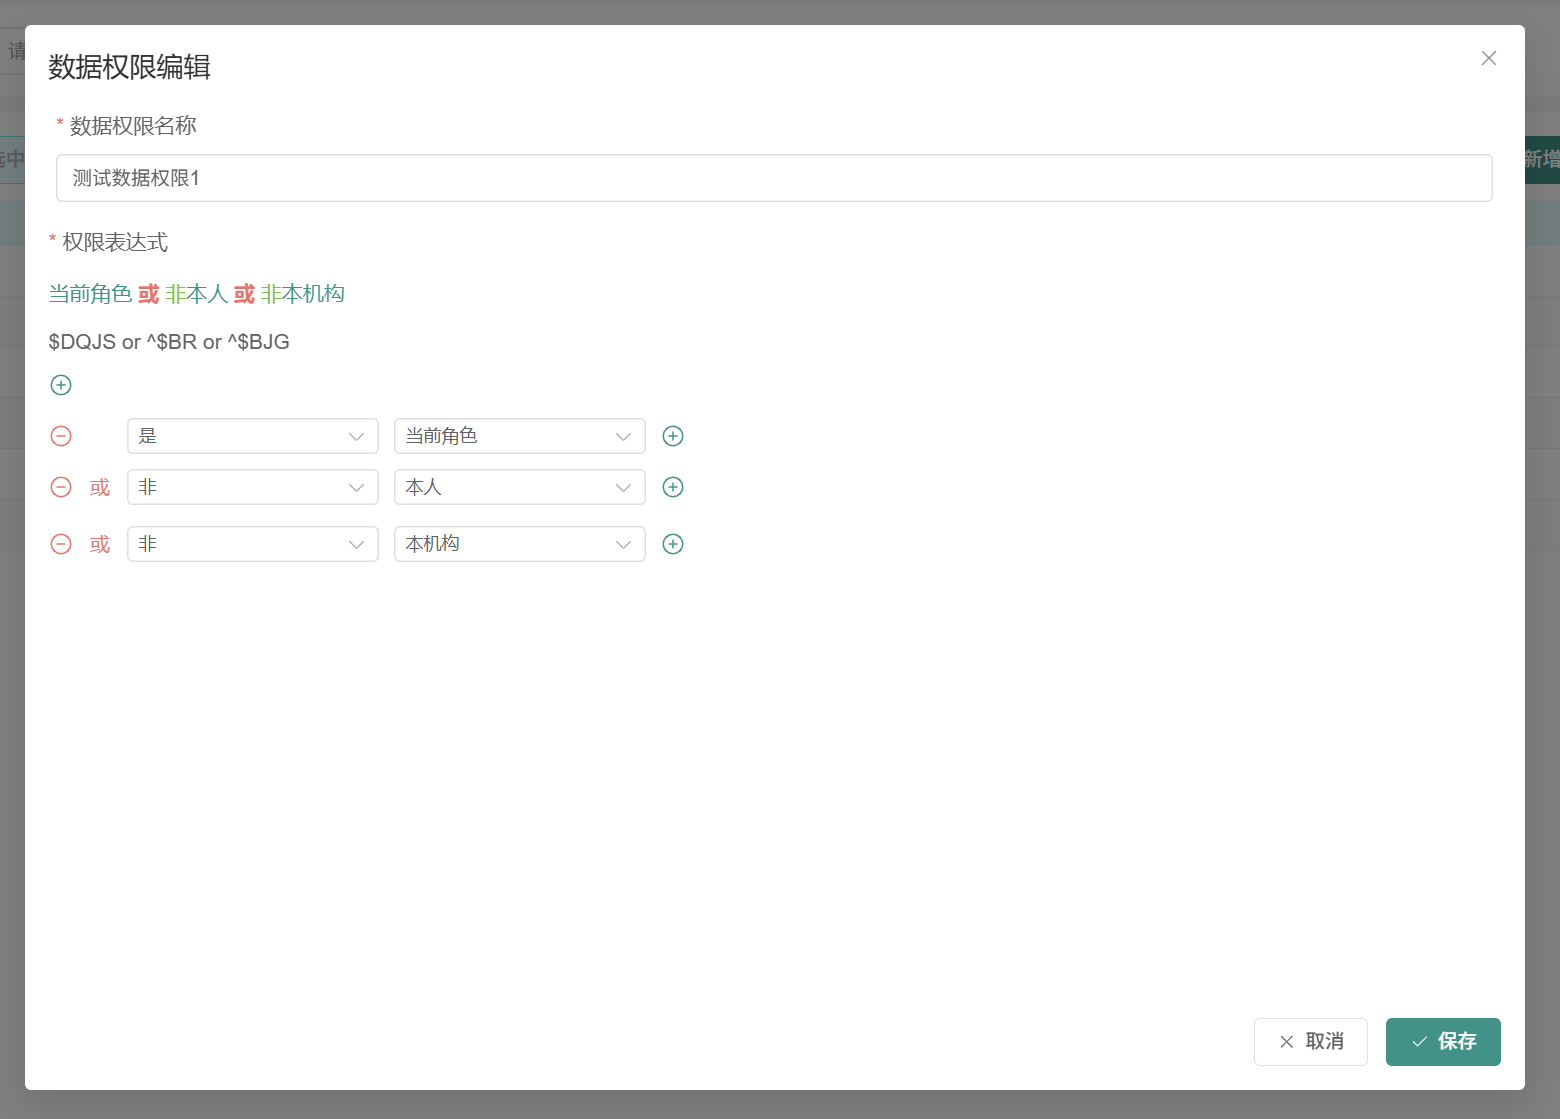 请
数据权限编辑
* 数据权限名称
选中
新增
测试数据权限1
* 权限表达式
当前角色 或 非本人 或 非本机构
$DQJS or ^$BR or ^$BJG
是 当前角色
或 非 本人
或 非 本机构
取消 保存